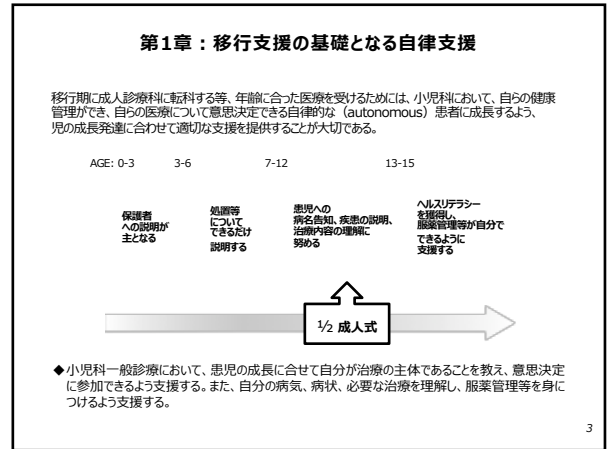 第1章：移行支援の基礎となる自律支援
移行期に成人診療科に転科する等、年齢に合った医療を受けるためには、小児科において、自らの健康
管理ができ、自らの医療について意思決定できる自律的な（autonomous）患者に成長するよう、
児の成長発達に合わせて適切な支援を提供することが大切である。
AGE: 0-3 3-6 7-12 13-15
保護者
への説明が
主となる
処置等
について
できるだけ
説明する
患児への
病名告知、疾患の説明、
治療内容の理解に
努める
ヘルスリテラシー
を獲得し、
服薬管理等が自分で
できるように
支援する
½ 成人式
◆小児科一般診療において、患児の成長に合せて自分が治療の主体であることを教え、意思決定
に参加できるよう支援する。また、自分の病気、病状、必要な治療を理解し、服薬管理等を身に
つけるよう支援する。
3